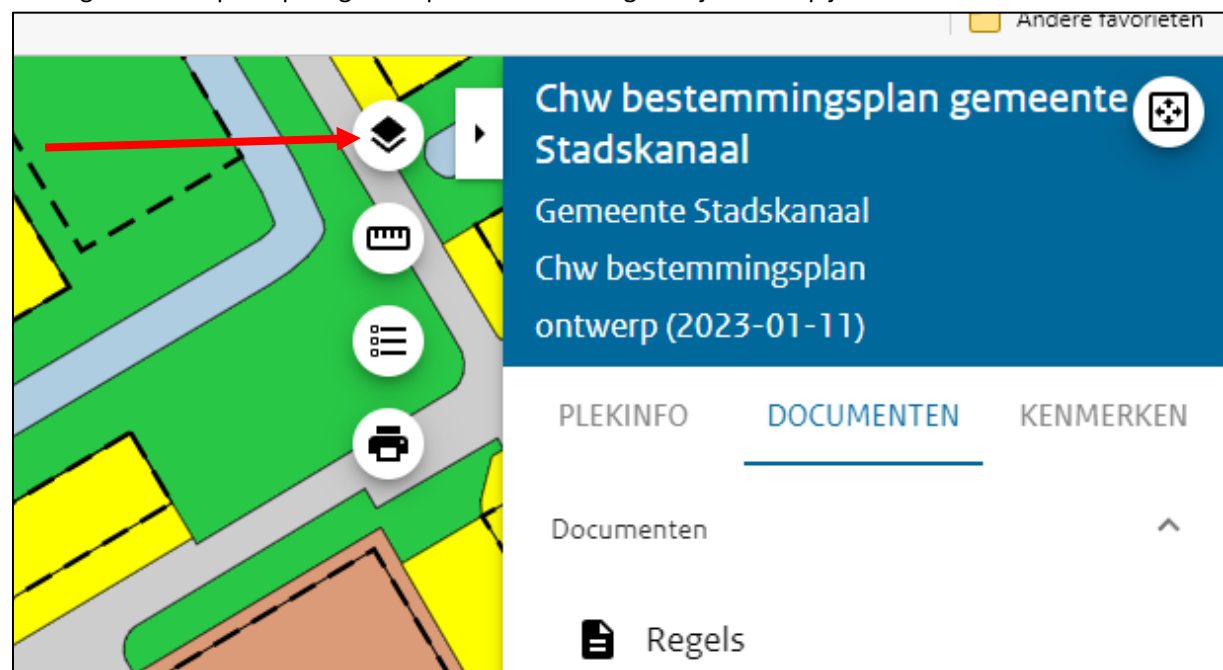 Andere favorieten
Chw bestemmingsplan gemeente
Stadskanaal
Gemeente Stadskanaal
Chw bestemmingsplan
ontwerp (2023-01-11)
PLEKINFO DOCUMENTEN KENMERKEN
Documenten
Regels